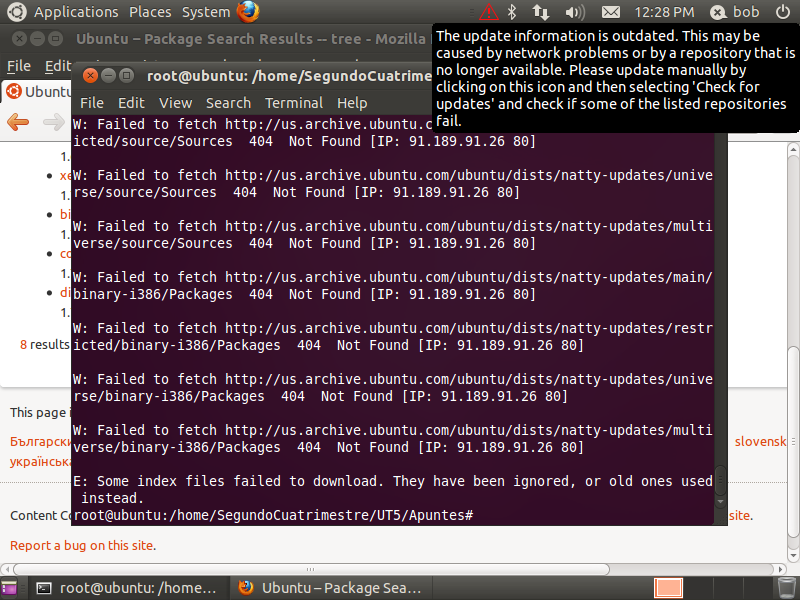 Applications Places System 12:28 PM bob
Ubuntu – Package Search Results -- tree - Mozilla
The update information is outdated. This may be
caused by network problems or by a repository that is
no longer available. Please update manually by
clicking on this icon and then selecting 'Check for
updates' and check if some of the listed repositories
fail.
File Edit
root@ubuntu: /home/SegundoCuatrime
Ubuntu
File Edit View Search Terminal Help
W: Failed to fetch http://us.archive.ubuntu.c
icted/source/Sources  404  Not Found [IP: 91.189.91.26 80]
W: Failed to fetch http://us.archive.ubuntu.com/ubuntu/dists/natty-updates/unive
rse/source/Sources  404  Not Found [IP: 91.189.91.26 80]
W: Failed to fetch http://us.archive.ubuntu.com/ubuntu/dists/natty-updates/multi
verse/source/Sources  404  Not Found [IP: 91.189.91.26 80]
W: Failed to fetch http://us.archive.ubuntu.com/ubuntu/dists/natty-updates/main/
binary-i386/Packages  404  Not Found [IP: 91.189.91.26 80]
W: Failed to fetch http://us.archive.ubuntu.com/ubuntu/dists/natty-updates/restr
icted/binary-i386/Packages  404  Not Found [IP: 91.189.91.26 80]
W: Failed to fetch http://us.archive.ubuntu.com/ubuntu/dists/natty-updates/unive
rse/binary-i386/Packages  404  Not Found [IP: 91.189.91.26 80]
W: Failed to fetch http://us.archive.ubuntu.com/ubuntu/dists/natty-updates/multi
verse/binary-i386/Packages  404  Not Found [IP: 91.189.91.26 80]
E: Some index files failed to download. They have been ignored, or old ones used
instead.
root@ubuntu:/home/SegundoCuatrimestre/UT5/Apuntes#
1.
xe
1.
bi
1.
co
1.
di
1.
8 results
This page i
Български slovensk
українська
Content Co site.
Report a bug on this site.
root@ubuntu: /home... Ubuntu – Package Sea...